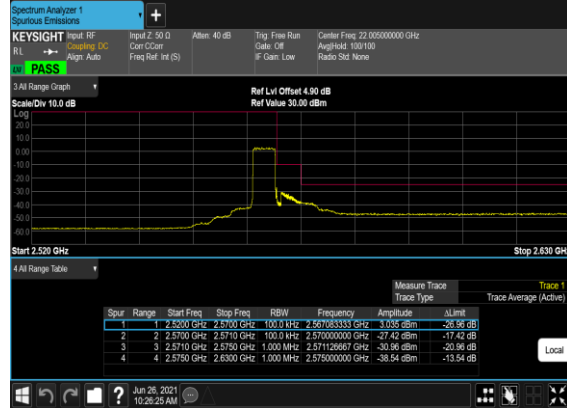 Spectrum Analyzer 1
Spurious Emissions
KEYSIGHT Input: RF Input Z: 50 Ω Atten: 40 dB Trig: Free Run Center Freq: 22.005000000 GHz
RL Coupling: DC Corr CCorr Gate: Off Avg|Hold: 100/100
Align: Auto Freq Ref: Int (S) IF Gain: Low Radio Std: None
PASS
3 All Range Graph
Ref Lvl Offset 4.90 dB
Scale/Div 10.0 dB Ref Value 30.00 dBm
Log
20.0
10.0
0.00
-10.0
-20.0
-30.0
-40.0
-50.0
-60.0
Start 2.520 GHz Stop 2.630 GH
4 All Range Table
Measure Trace Trace 1
Trace Type Trace Average (Active)
Spur Range Start Freq Stop Freq RBW Frequency Amplitude ΔLimit
1 1 2.5200 GHz 2.5700 GHz 100.0 kHz 2.567083333 GHz 3.035 dBm -26.96 dB
2 2 2.5700 GHz 2.5710 GHz 100.0 kHz 2.570000000 GHz -27.42 dBm -17.42 dB
3 3 2.5710 GHz 2.5750 GHz 1.000 MHz 2.571126667 GHz -30.96 dBm -20.96 dB
4 4 2.5750 GHz 2.6300 GHz 1.000 MHz 2.575000000 GHz -38.54 dBm -13.54 dB
Local
Jun 26, 2021
10:26:25 AM